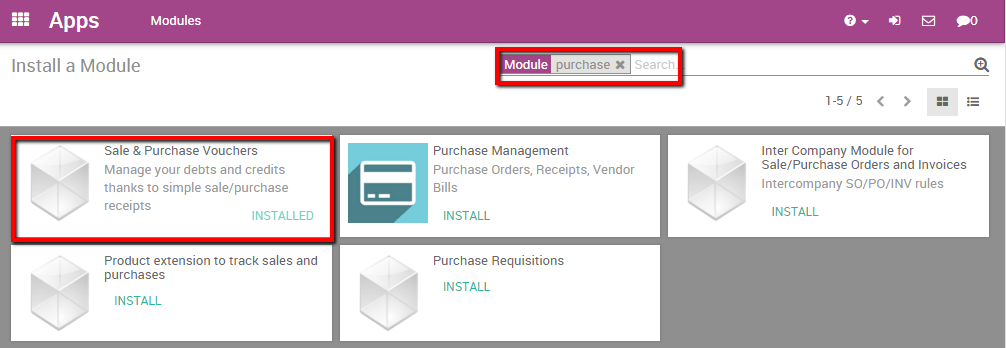 Apps Modules 0
Install a Module
Module purchase Search.
1-5 / 5
Sale & Purchase Vouchers
Manage your debts and credits
thanks to simple sale/purchase
receipts
INSTALLED
Purchase Management
Purchase Orders, Receipts, Vendor
Bills
INSTALL
Inter Company Module for
Sale/Purchase Orders and Invoices
Intercompany SO/PO/INV rules
INSTALL
Product extension to track sales and
purchases
INSTALL
Purchase Requisitions
INSTALL